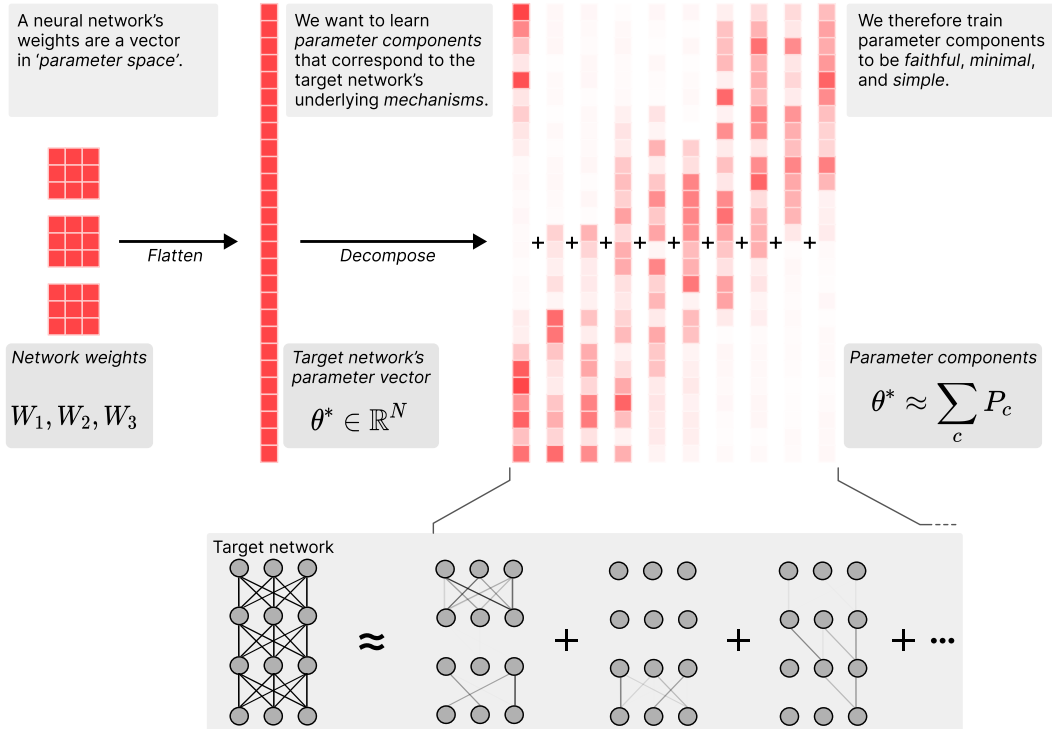 A neural network’s
weights are a vector
in ‘parameter space’.
We want to learn
parameter components
that correspond to the
target network’s
underlying mechanisms.
We therefore train
parameter components
to be faithful, minimal,
and simple.
Flatten
Decompose
+ + + + + + + + +
Network weights
W₁, W₂, W₃
Target network’s
parameter vector
θ* ∈ ℝᴺ
Parameter components
θ* ≈ ∑ P_c
c
Target network
≈ + + + ...